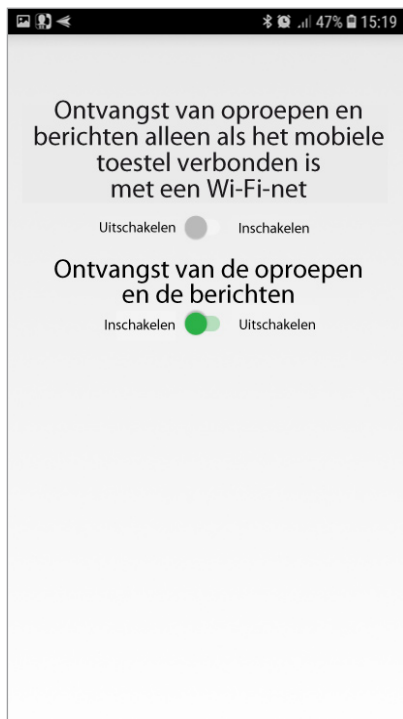 47% 15:19
Ontvangst van oproepen en
berichten alleen als het mobiele
toestel verbonden is
met een Wi-Fi-net
Uitschakelen Inschakelen
Ontvangst van de oproepen
en de berichten
Inschakelen Uitschakelen